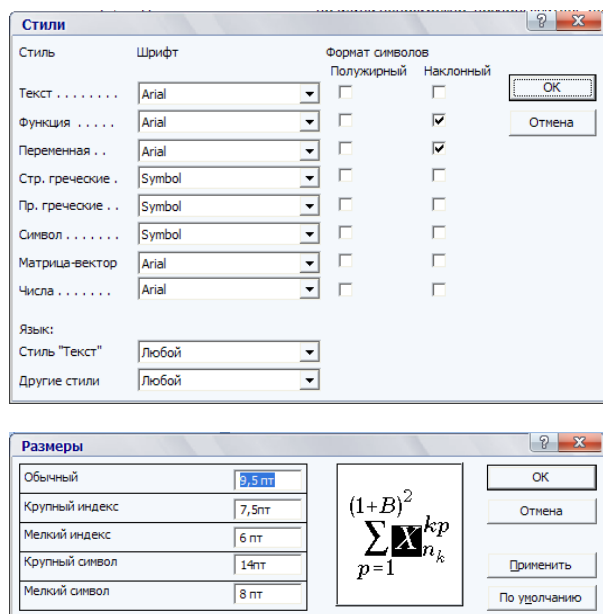 Стили
Стиль Шрифт Формат символов
Полужирный Наклонный
Текст . . . . . . . . Arial OK
Функция . . . . . Arial Отмена
Переменная . . Arial
Стр. греческие . Symbol
Пр. греческие . . Symbol
Символ . . . . . . . Symbol
Матрица-вектор Arial
Числа . . . . . . . Arial
Язык:
Стиль "Текст" Любой
Другие стили Любой
Размеры
Обычный 9,5 пт OK
Крупный индекс 7,5пт Отмена
Мелкий индекс 6 пт
Крупный символ 14пт Применить
Мелкий символ 8 пт По умолчанию
(1+B)2
∑ X kp nk
p=1